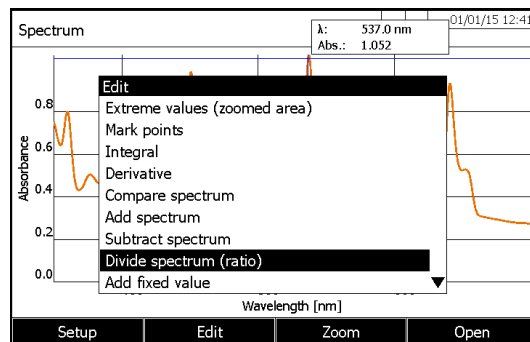 Spectrum
01/01/15 12:41
λ: 537.0 nm
Abs.: 1.052
Edit
Extreme values (zoomed area)
Mark points
Integral
Derivative
Compare spectrum
Add spectrum
Subtract spectrum
Divide spectrum (ratio)
Add fixed value
Absorbance
0.8
0.6
0.4
0.2
0.0
Wavelength [nm]
Setup
Edit
Zoom
Open